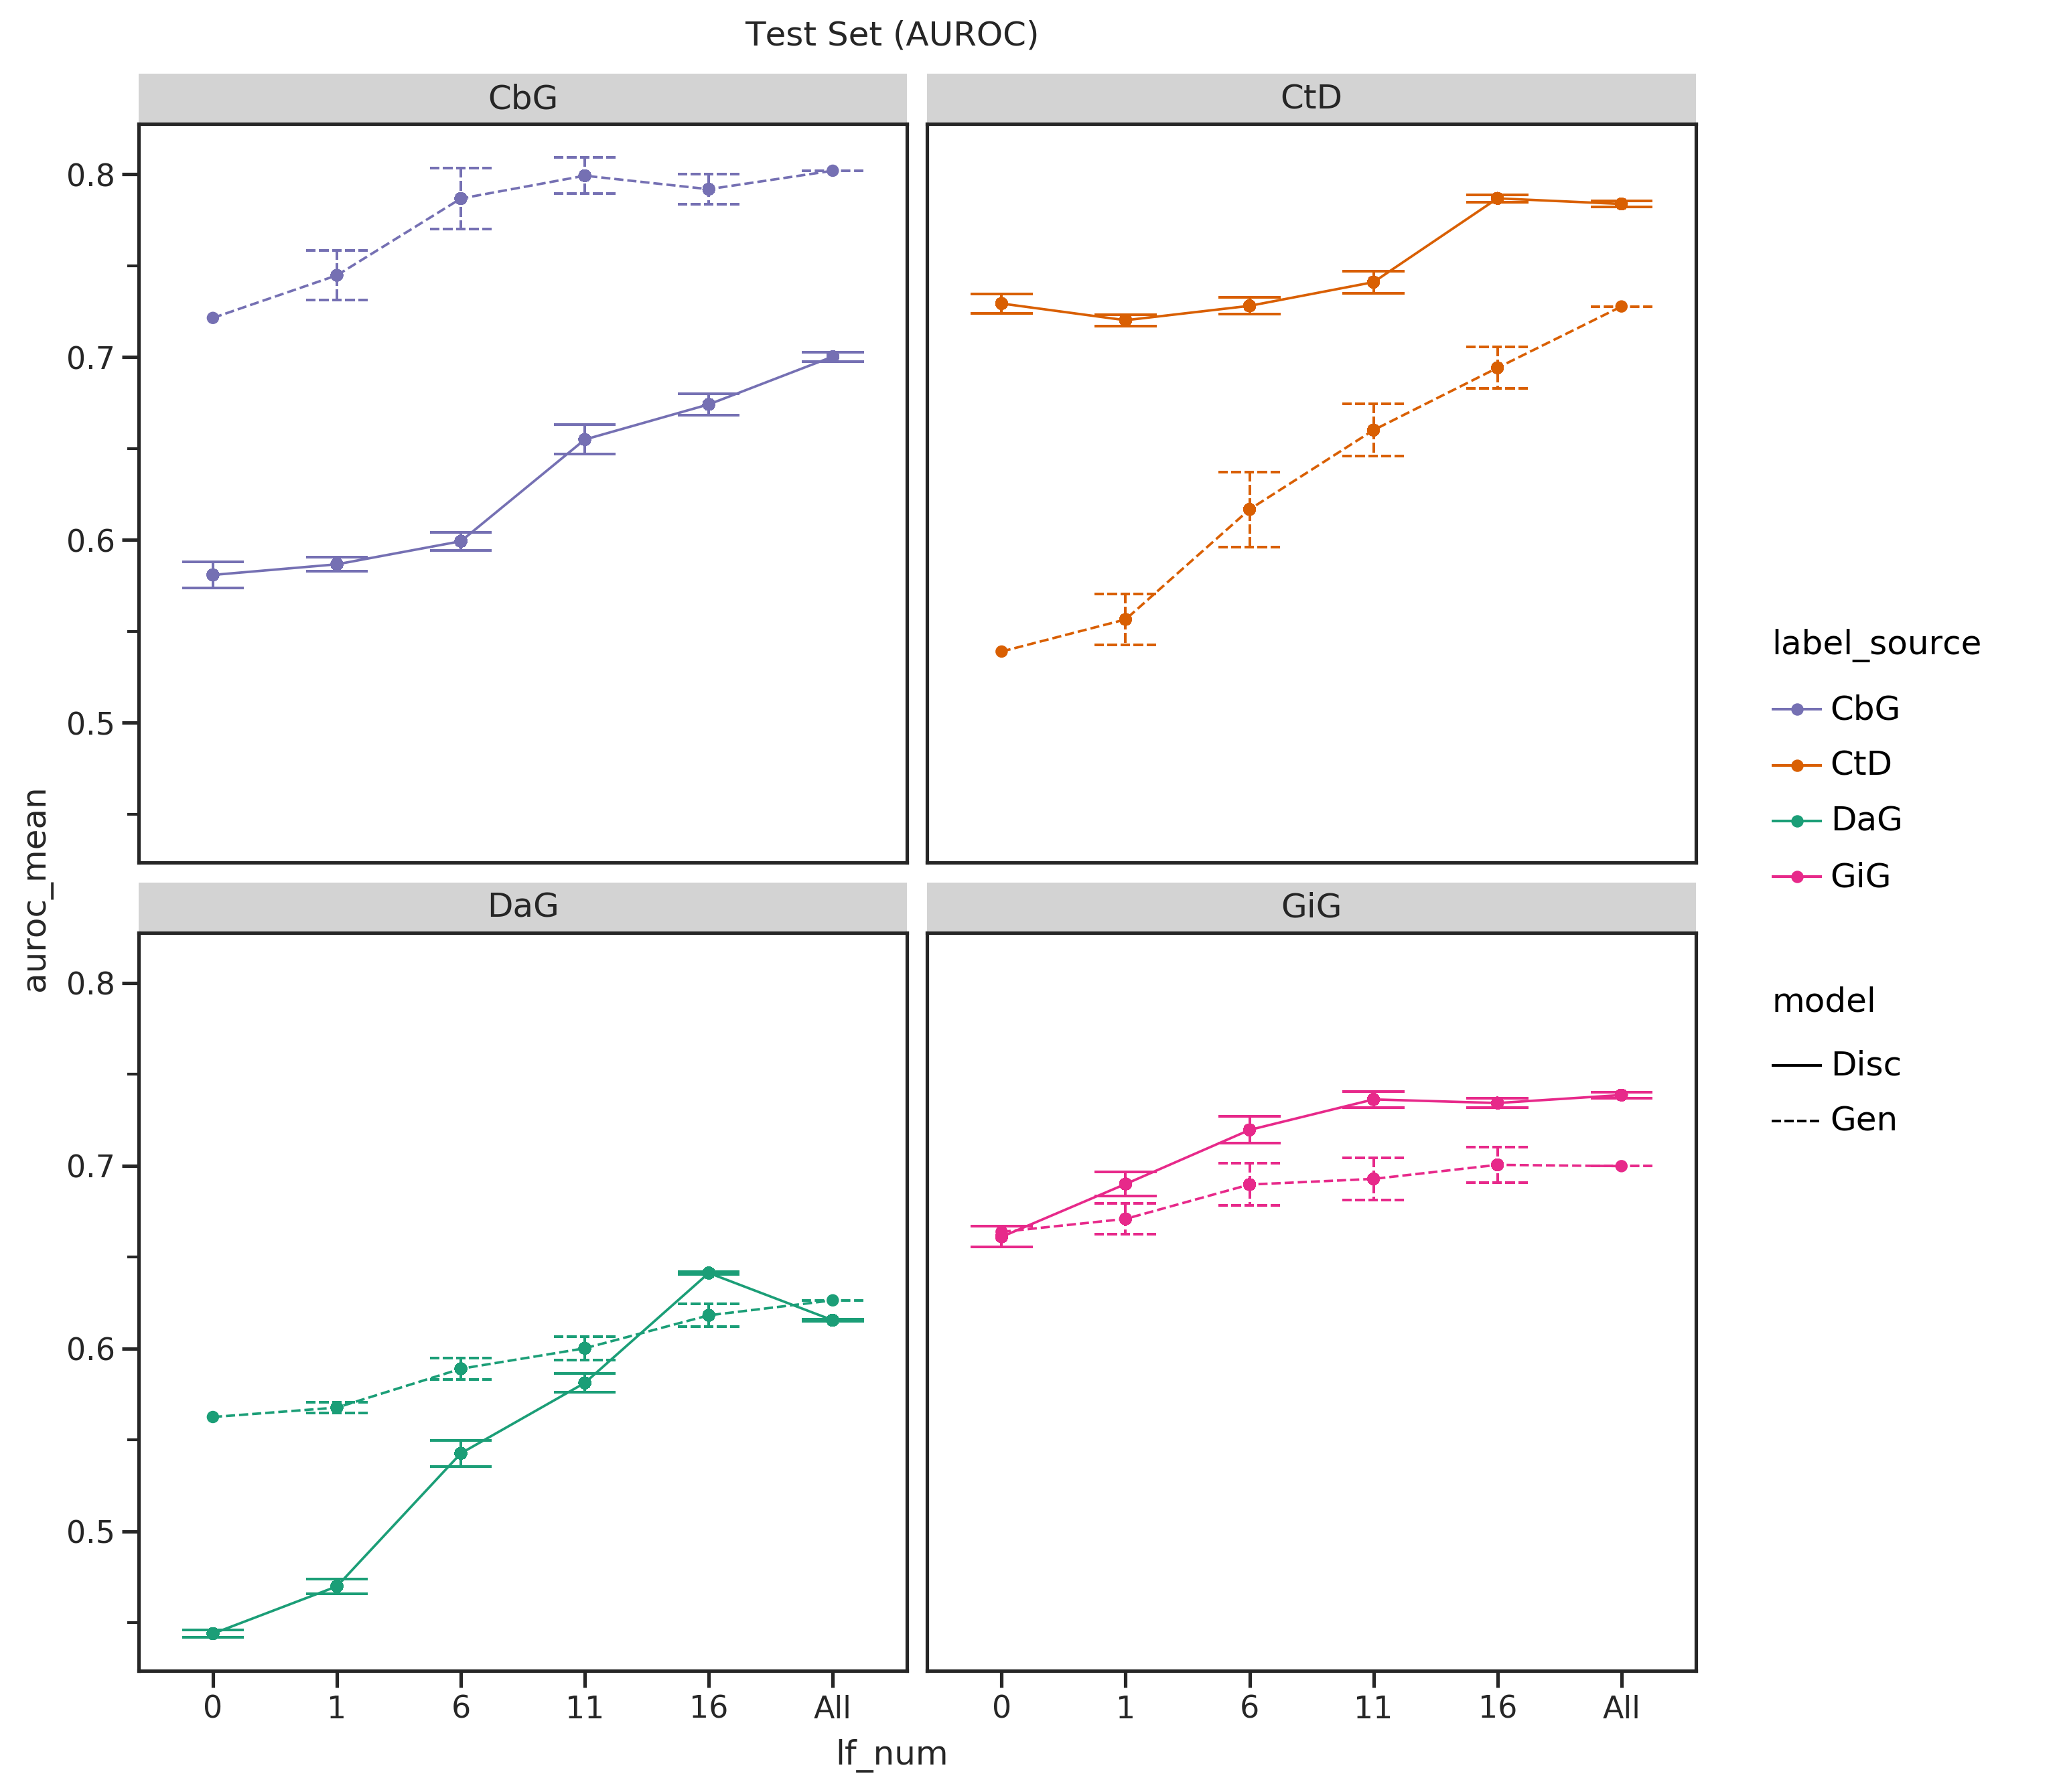 Test Set (AUROC)
CbG
CtD
0.8
0.7
0.6
0.5
DaG
GiG
0.8
0.7
0.6
0.5
0 1 6 11 16 All
0 1 6 11 16 All
lf_num
auroc_mean
label_source
CbG
CtD
DaG
GiG
model
Disc
Gen